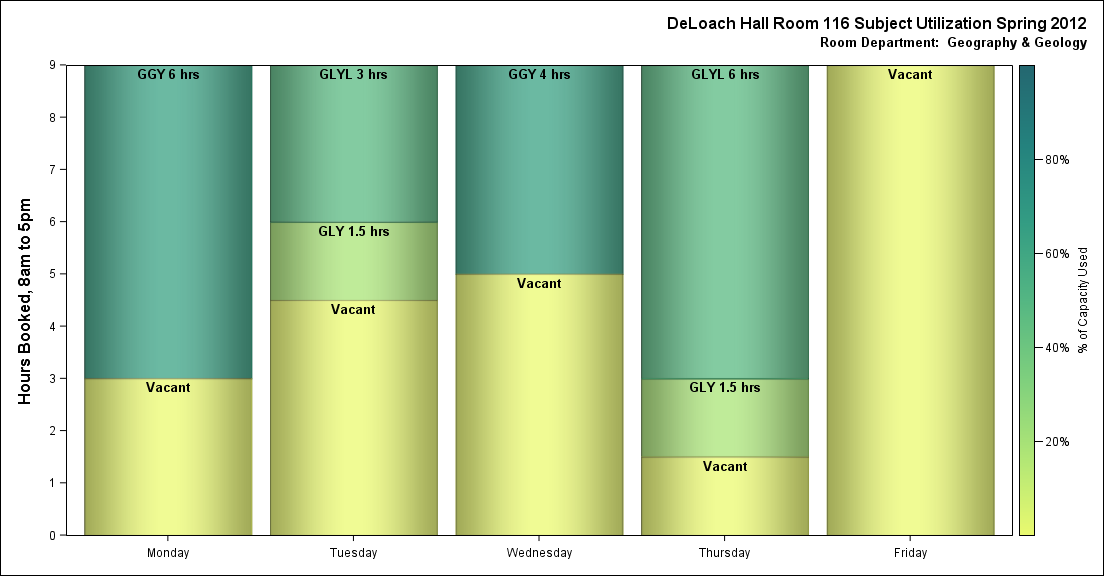 DeLoach Hall Room 116 Subject Utilization Spring 2012
Room Department:  Geography & Geology
Hours Booked, 8am to 5pm
9
8
7
6
5
4
3
2
1
0
GGY 6 hrs
Vacant
GLYL 3 hrs
GLY 1.5 hrs
Vacant
GGY 4 hrs
Vacant
GLYL 6 hrs
GLY 1.5 hrs
Vacant
Vacant
Monday
Tuesday
Wednesday
Thursday
Friday
80%
60%
40%
20%
% of Capacity Used